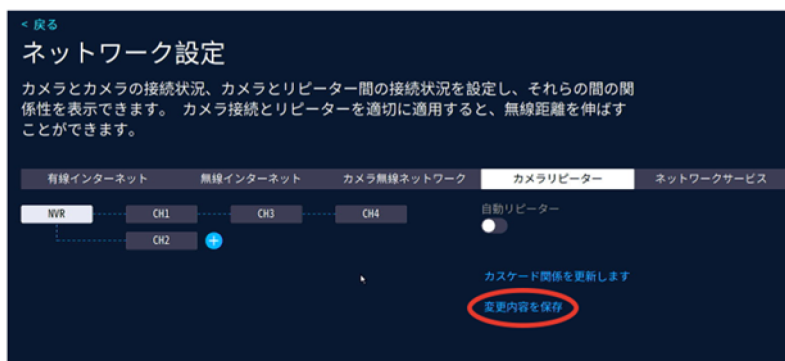 < 戻る
ネットワーク設定
カメラとカメラの接続状況、カメラとリピーター間の接続状況を設定し、それらの間の関
係性を表示できます。 カメラ接続とリピーターを適切に適用すると、無線距離を伸ばす
ことができます。
有線インターネット 無線インターネット カメラ無線ネットワーク カメラリピーター ネットワークサービス
NVR CH1 CH3 CH4 自動リピーター
CH2
カスケード関係を更新します
変更内容を保存